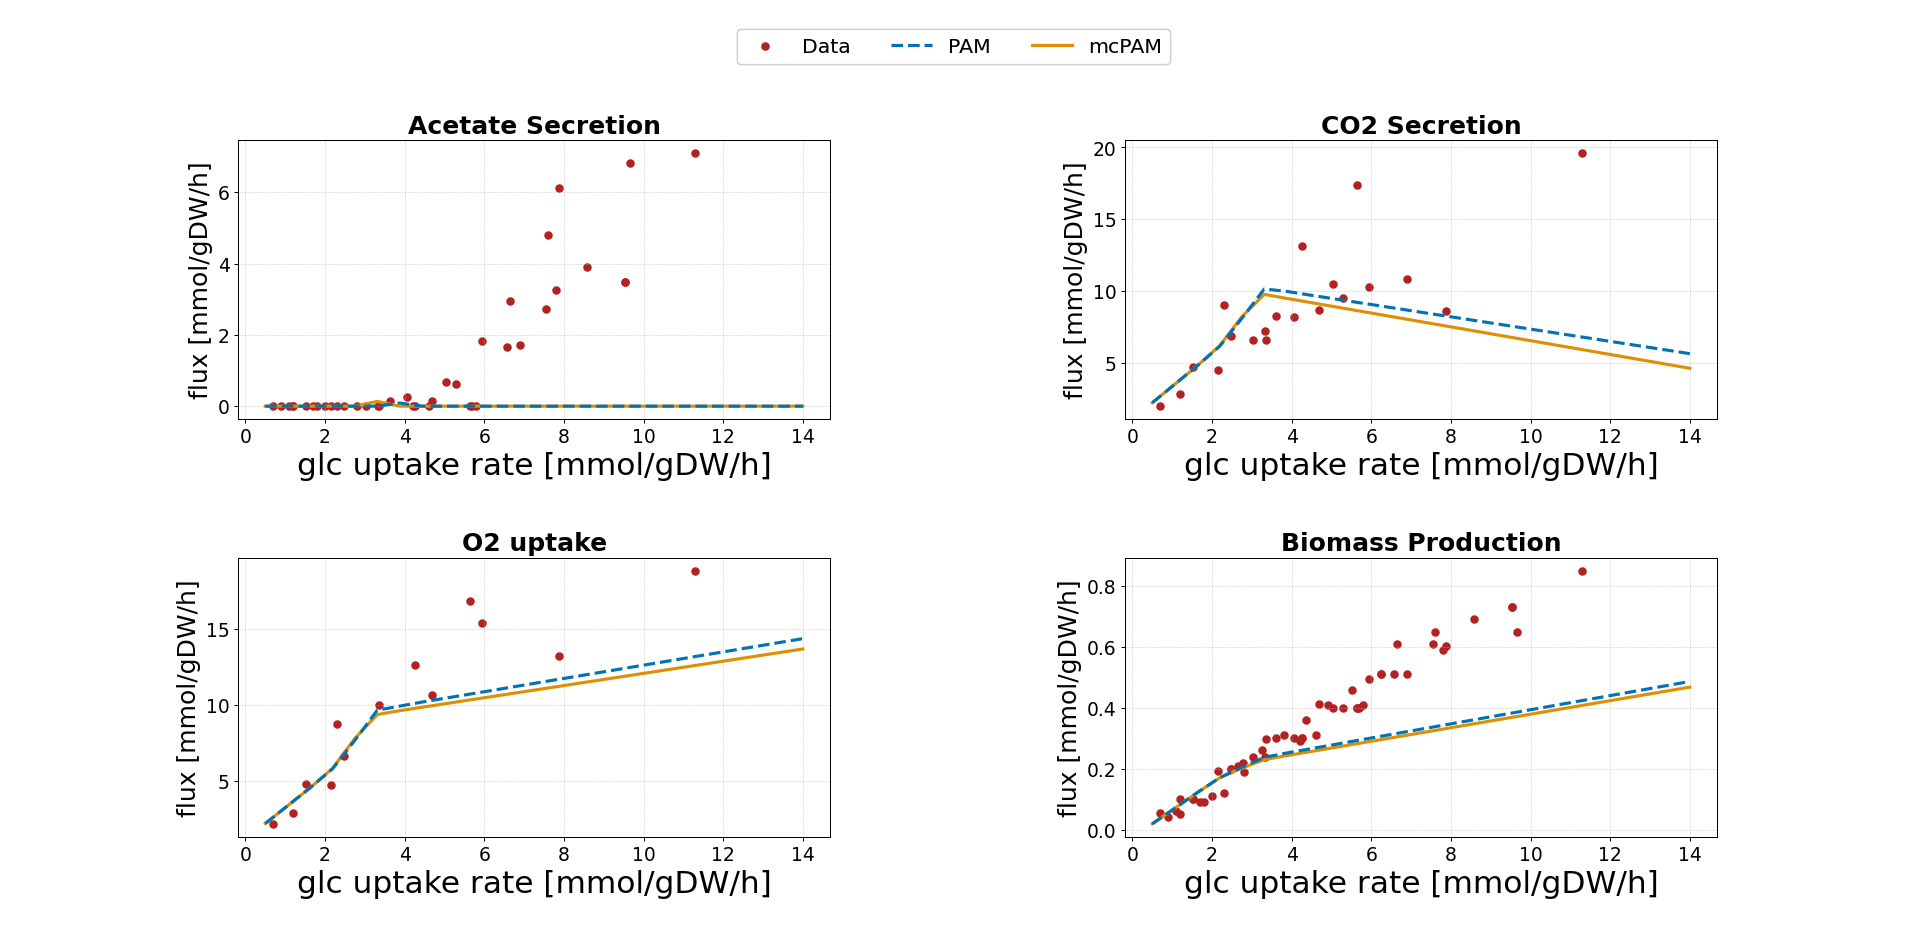 Data PAM mcPAM
Acetate Secretion
flux [mmol/gDW/h]
6
4
2
0
0 2 4 6 8 10 12 14
glc uptake rate [mmol/gDW/h]
CO2 Secretion
flux [mmol/gDW/h]
20
15
10
5
0 2 4 6 8 10 12 14
glc uptake rate [mmol/gDW/h]
O2 uptake
flux [mmol/gDW/h]
15
10
5
0 2 4 6 8 10 12 14
glc uptake rate [mmol/gDW/h]
Biomass Production
flux [mmol/gDW/h]
0.8
0.6
0.4
0.2
0.0
0 2 4 6 8 10 12 14
glc uptake rate [mmol/gDW/h]